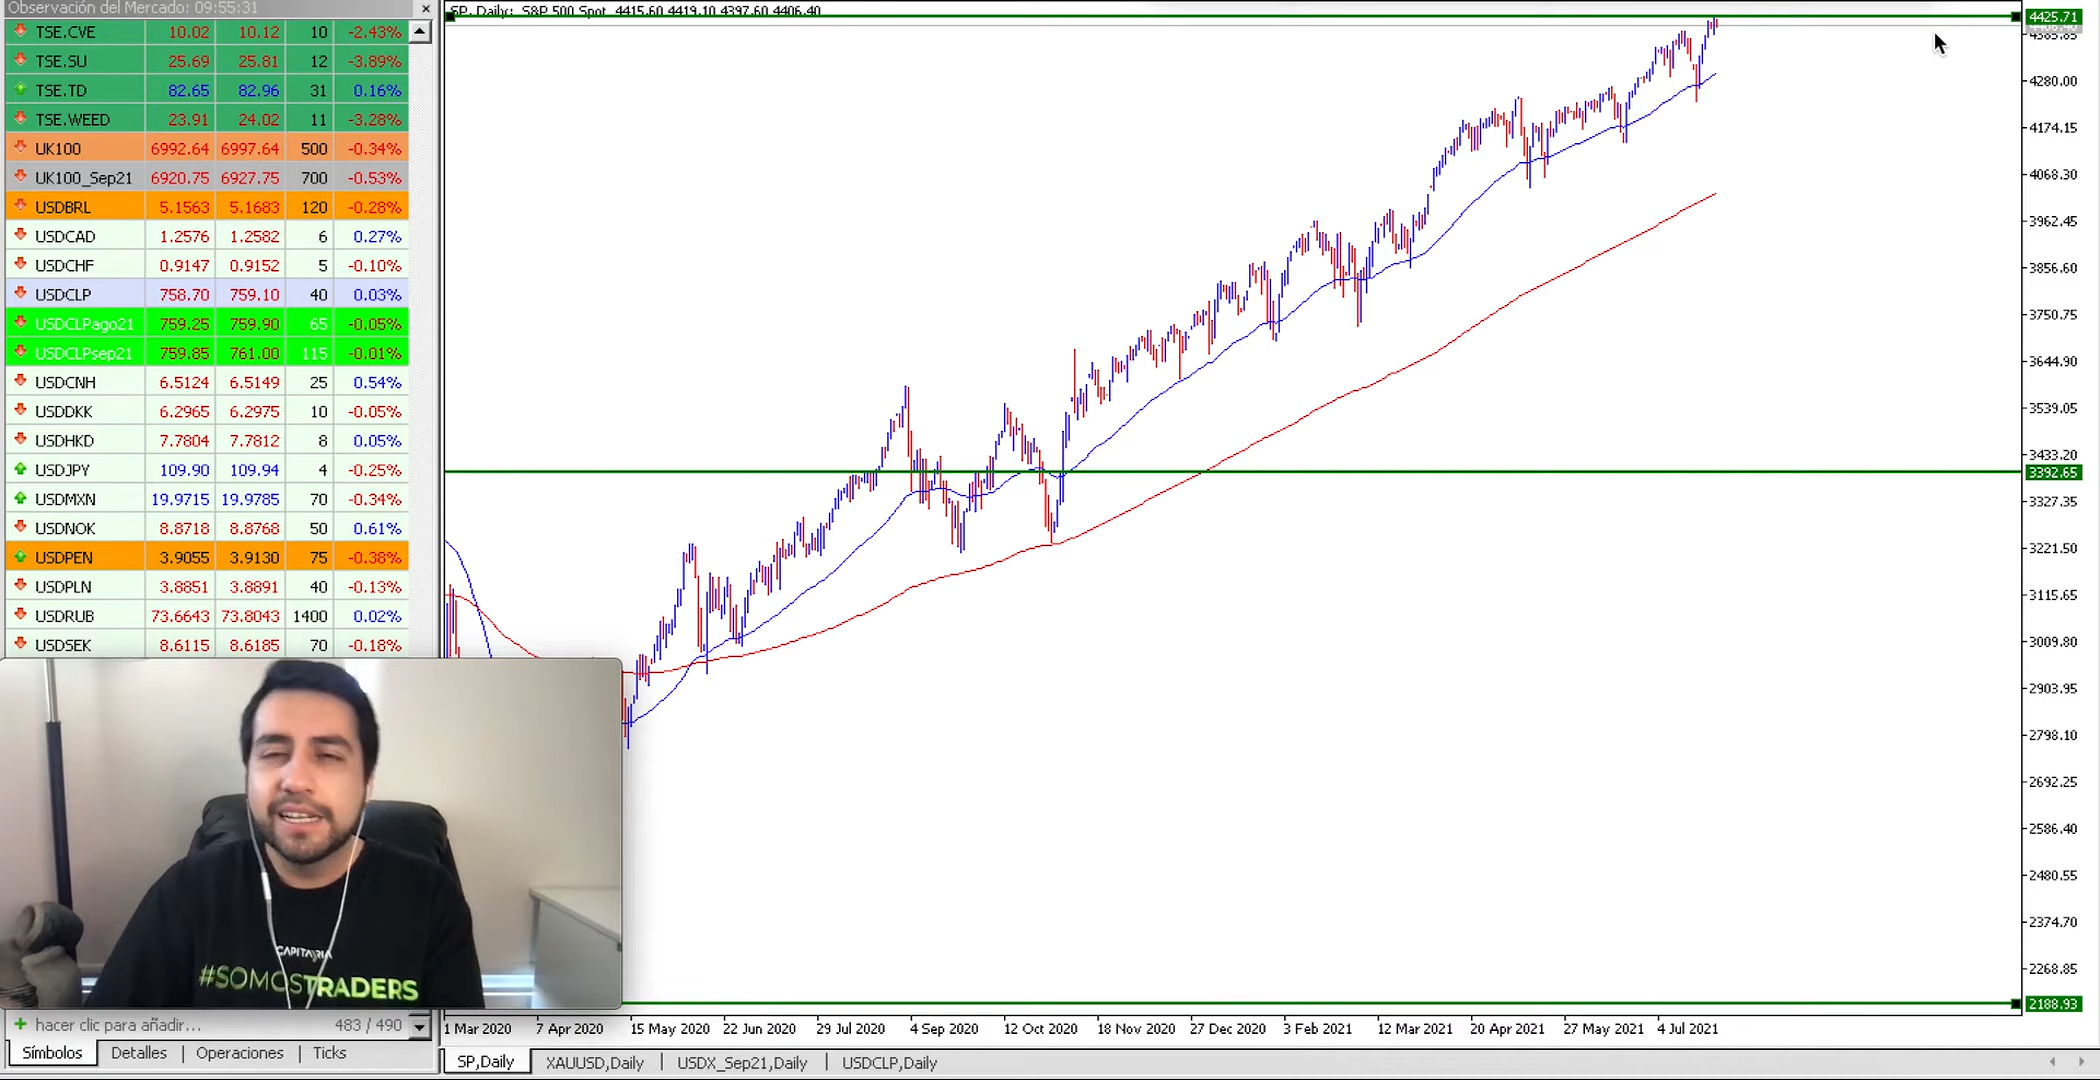 Observación del Mercado: 09:55:31
TSE.CVE 10.02 10.12 10 -2.43%
TSE.SU 25.69 25.81 12 -3.89%
TSE.TD 82.65 82.96 31 0.16%
TSE.WEED 23.91 24.02 11 -3.28%
UK100 6992.64 6997.64 500 -0.34%
UK100_Sep21 6920.75 6927.75 700 -0.53%
USDBRL 5.1563 5.1683 120 -0.28%
USDCAD 1.2576 1.2582 6 0.27%
USDCHF 0.9147 0.9152 5 -0.10%
USDCLP 758.70 759.10 40 0.03%
USDCLPago21 759.25 759.90 65 -0.05%
USDCLPsep21 759.85 761.00 115 -0.01%
USDCNH 6.5124 6.5149 25 0.54%
USDDKK 6.2965 6.2975 10 -0.05%
USDHKD 7.7804 7.7812 8 0.05%
USDJPY 109.90 109.94 4 -0.25%
USDMXN 19.9715 19.9785 70 -0.34%
USDNOK 8.8718 8.8768 50 0.61%
USDPEN 3.9055 3.9130 75 -0.38%
USDPLN 3.8851 3.8891 40 -0.13%
USDRUB 73.6643 73.8043 1400 0.02%
USDSEK 8.6115 8.6185 70 -0.18%
CAPITARIA
#SOMOSTRADERS
hacer clic para añadir... 483 / 490
Símbolos Detalles Operaciones Ticks
SP, Daily: S&P 500 Spot 4415.60 4419.10 4397.60 4406.40
4425.71
4385.85
4280.00
4174.15
4068.30
3962.45
3856.60
3750.75
3644.90
3539.05
3433.20
3392.65
3327.35
3221.50
3115.65
3009.80
2903.95
2798.10
2692.25
2586.40
2480.55
2374.70
2268.85
2188.93
1 Mar 2020 7 Apr 2020 15 May 2020 22 Jun 2020 29 Jul 2020 4 Sep 2020 12 Oct 2020 18 Nov 2020 27 Dec 2020 3 Feb 2021 12 Mar 2021 20 Apr 2021 27 May 2021 4 Jul 2021
SP,Daily XAUUSD,Daily USDX_Sep21,Daily USDCLP,Daily